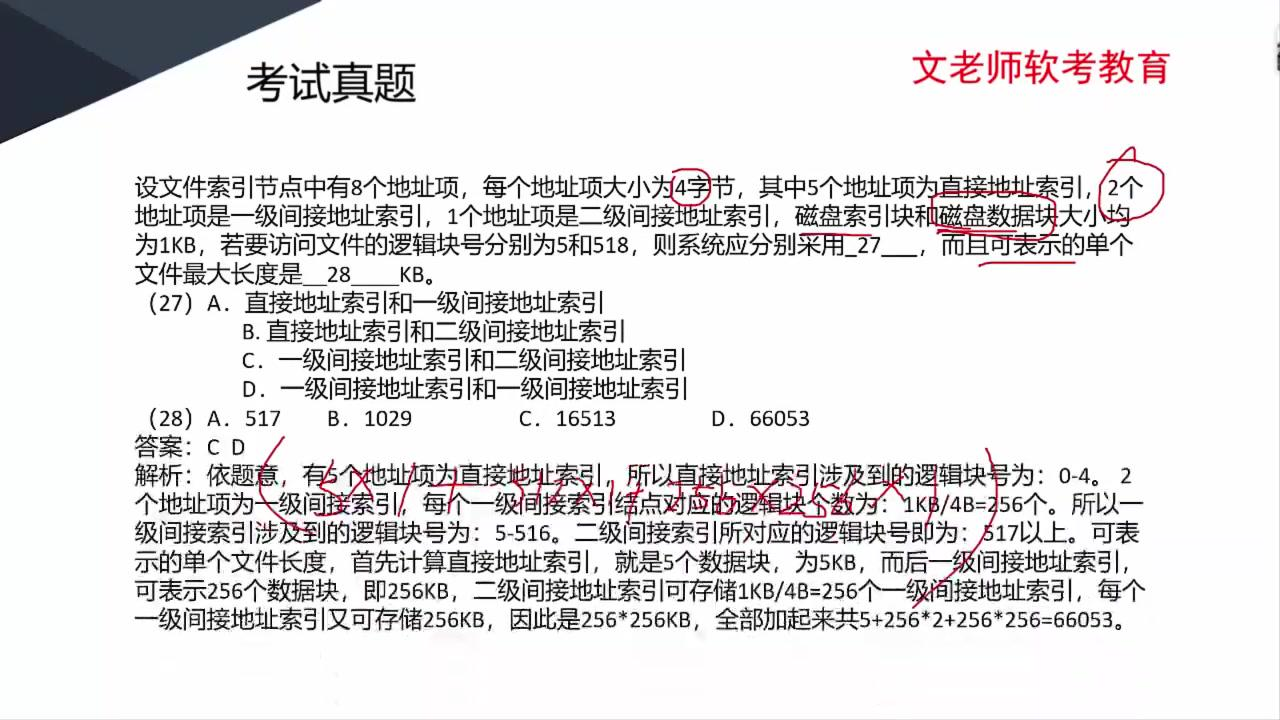 考试真题
文老师软考教育
设文件索引节点中有8个地址项，每个地址项大小为4字节，其中5个地址项为直接地址索引，2个
地址项是一级间接地址索引，1个地址项是二级间接地址索引，磁盘索引块和磁盘数据块大小均
为1KB，若要访问文件的逻辑块号分别为5和518，则系统应分别采用_27___，而且可表示的单个
文件最大长度是__28____KB。
（27）A．直接地址索引和一级间接地址索引
B. 直接地址索引和二级间接地址索引
C．一级间接地址索引和二级间接地址索引
D．一级间接地址索引和一级间接地址索引
（28）A．517 B．1029 C．16513 D．66053
答案：C D
解析：依题意，有5个地址项为直接地址索引，所以直接地址索引涉及到的逻辑块号为：0-4。 2
个地址项为一级间接索引，每个一级间接索引结点对应的逻辑块个数为：1KB/4B=256个。所以一
级间接索引涉及到的逻辑块号为：5-516。二级间接索引所对应的逻辑块号即为：517以上。可表
示的单个文件长度，首先计算直接地址索引，就是5个数据块，为5KB，而后一级间接地址索引，
可表示256个数据块，即256KB，二级间接地址索引可存储1KB/4B=256个一级间接地址索引，每个
一级间接地址索引又可存储256KB，因此是256*256KB，全部加起来共5+256*2+256*256=66053。